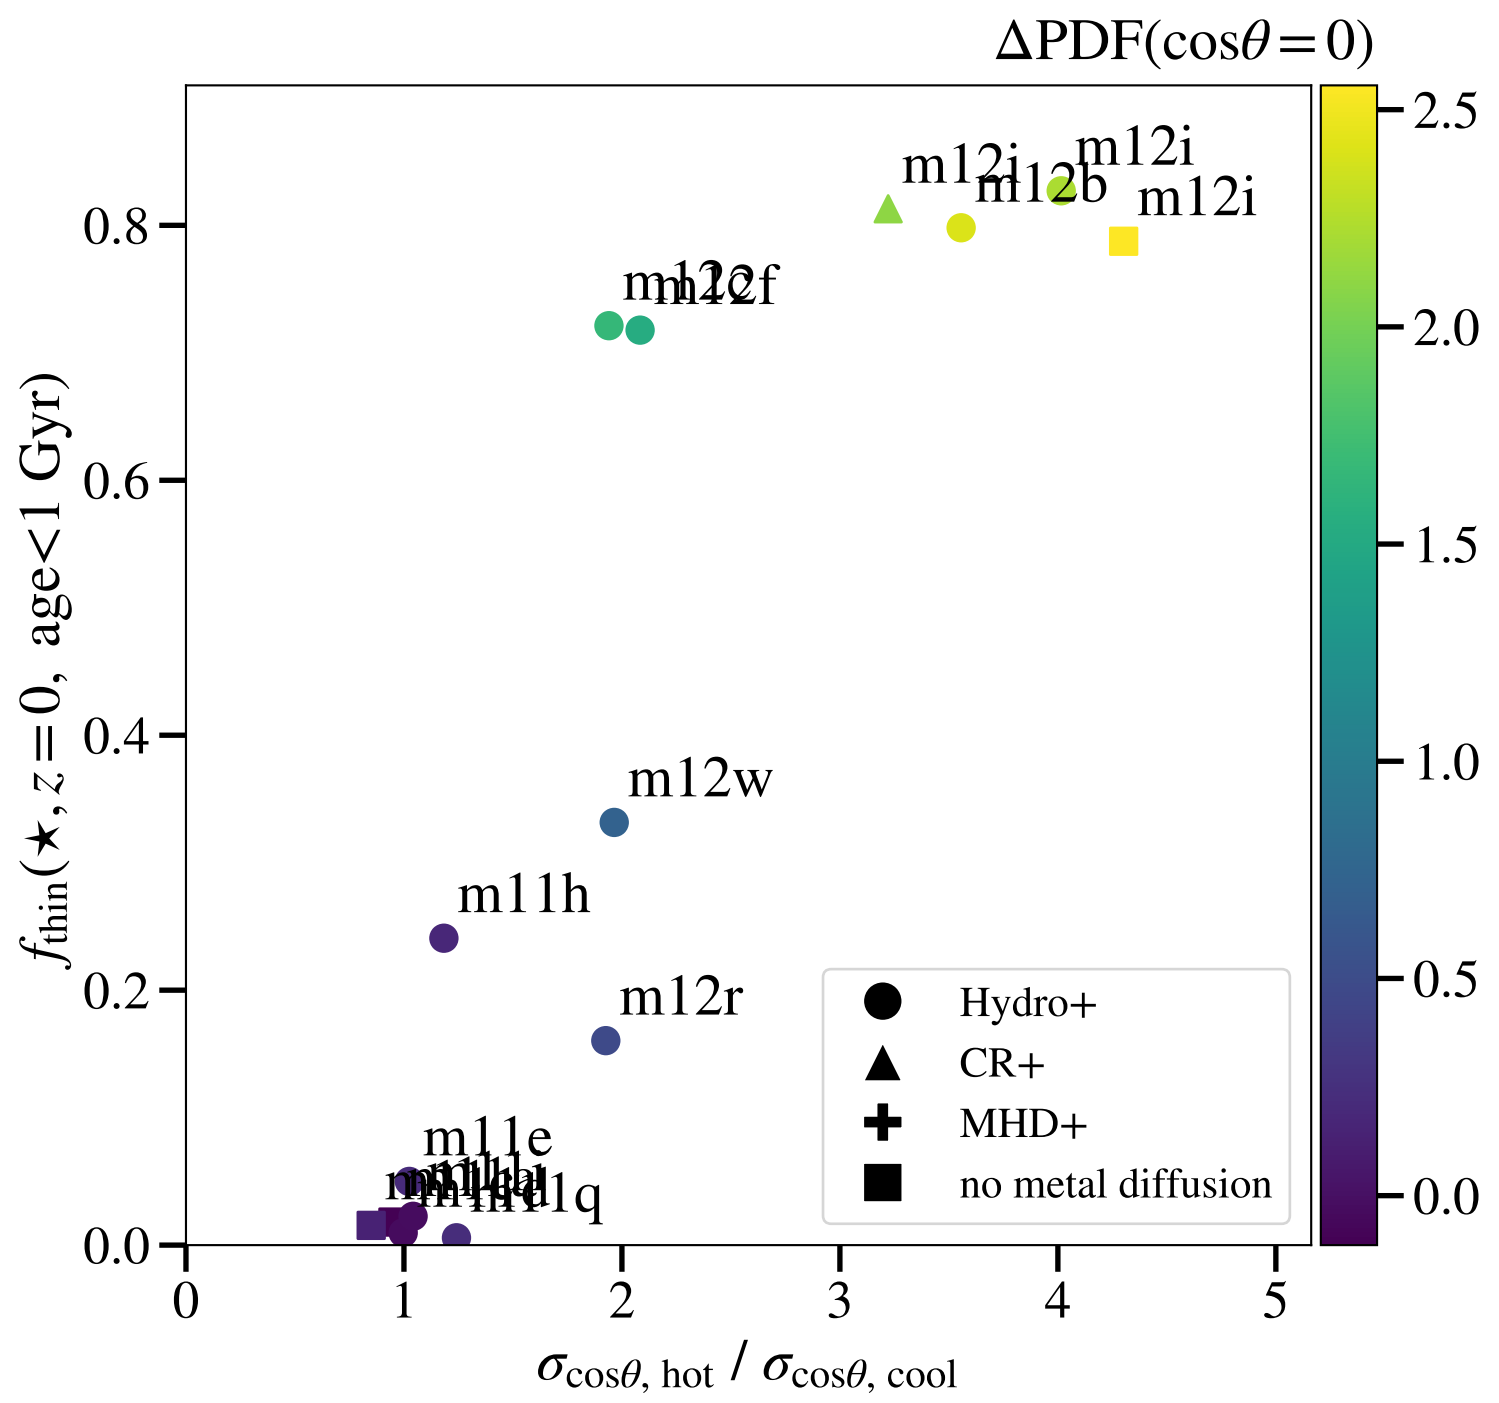 ΔPDF(cosθ=0)
m12i
m12i
m12b
m12i
m12c
m12f
m12w
m11h
m12r
m11e
m11q
Hydro+
CR+
MHD+
no metal diffusion
0.0
0.2
0.4
0.6
0.8
0
1
2
3
4
5
0.0
0.5
1.0
1.5
2.0
2.5
f_thin(★, z=0, age<1 Gyr)
σ_cosθ, hot / σ_cosθ, cool